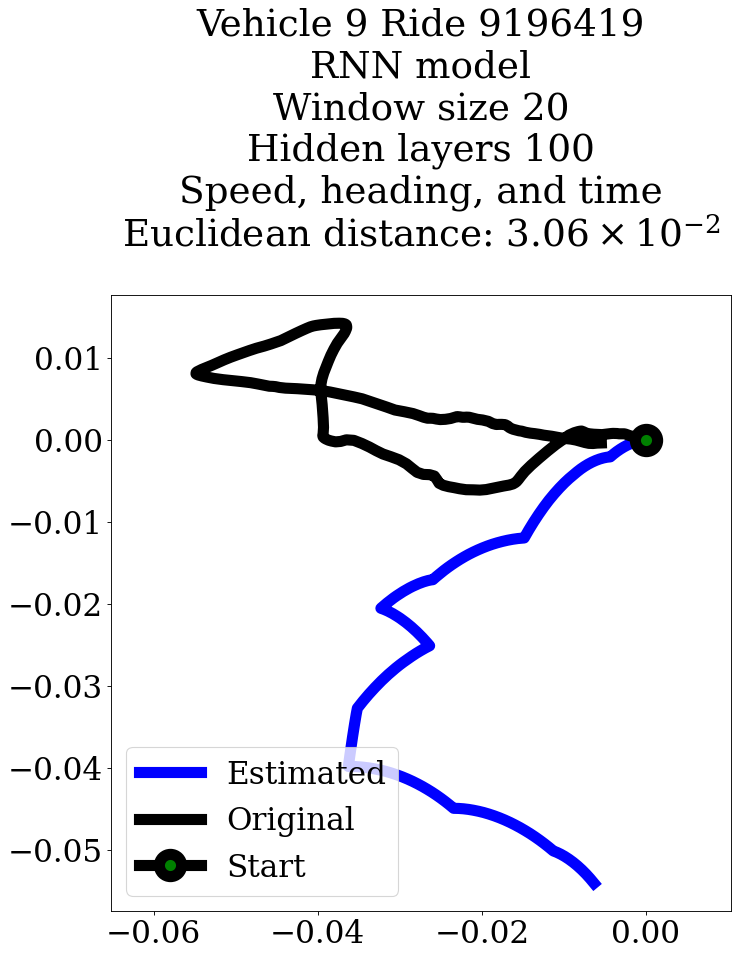 Vehicle 9 Ride 9196419
RNN model
Window size 20
Hidden layers 100
Speed, heading, and time
Euclidean distance: 3.06 × 10⁻²
0.01
0.00
−0.01
−0.02
−0.03
−0.04
−0.05
Estimated
Original
Start
−0.06 −0.04 −0.02 0.00